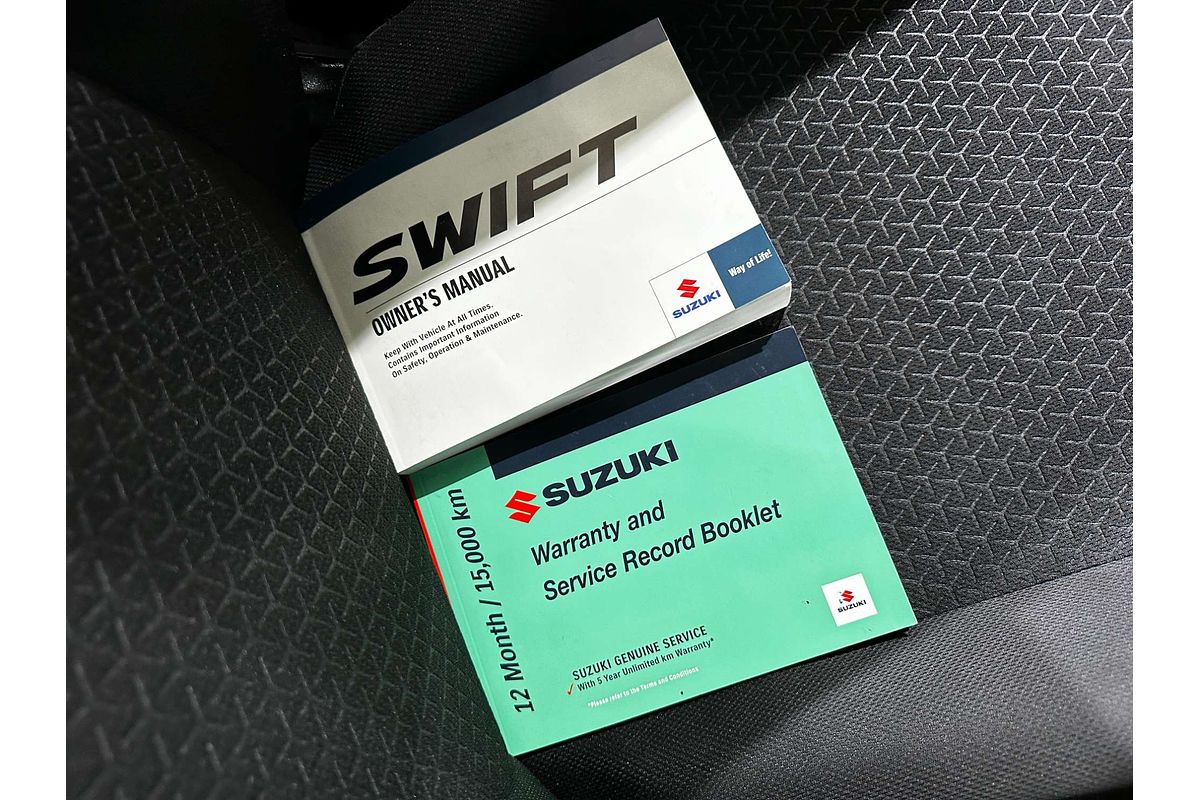 SWIFT
OWNER'S MANUAL
Keep With Vehicle At All Times.
Contains Important Information
On Safety, Operation & Maintenance.
SUZUKI
Way of Life!
12 Month / 15,000 km
SUZUKI
Warranty and
Service Record Booklet
SUZUKI GENUINE SERVICE
✓ With 5 Year Unlimited km Warranty*
*Please refer to the Terms and Conditions
SUZUKI